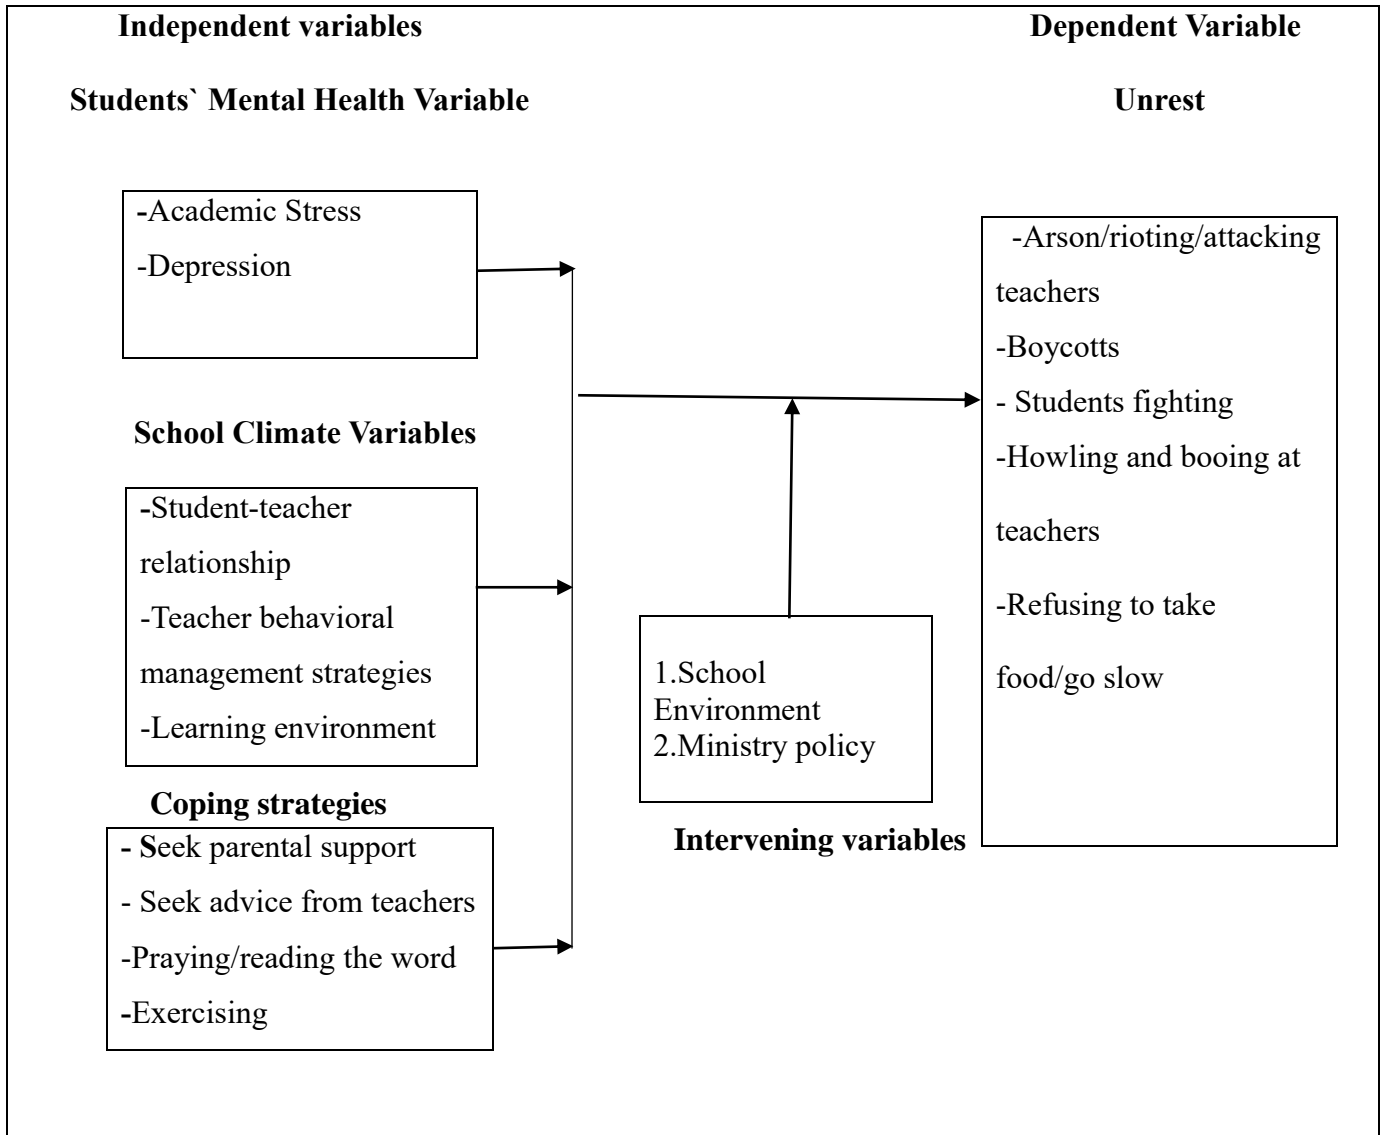 Independent variables
Dependent Variable
Students` Mental Health Variable
Unrest
-Academic Stress
-Depression
School Climate Variables
-Student-teacher
relationship
-Teacher behavioral
management strategies
-Learning environment
Coping strategies
- Seek parental support
- Seek advice from teachers
-Praying/reading the word
-Exercising
1.School
Environment
2.Ministry policy
Intervening variables
-Arson/rioting/attacking
teachers
-Boycotts
- Students fighting
-Howling and booing at
teachers
-Refusing to take
food/go slow